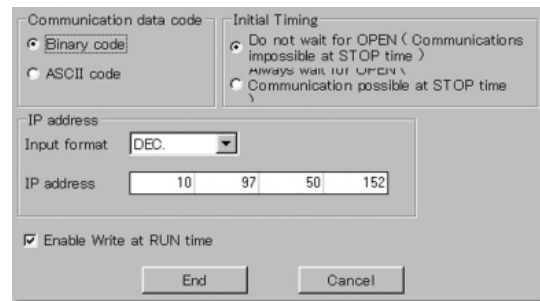 Communication data code
Binary code
ASCII code
Initial Timing
Do not wait for OPEN ( Communications
impossible at STOP time )
Always wait for OPEN (
Communication possible at STOP time
)
IP address
Input format DEC.
IP address 10 97 50 152
Enable Write at RUN time
End Cancel